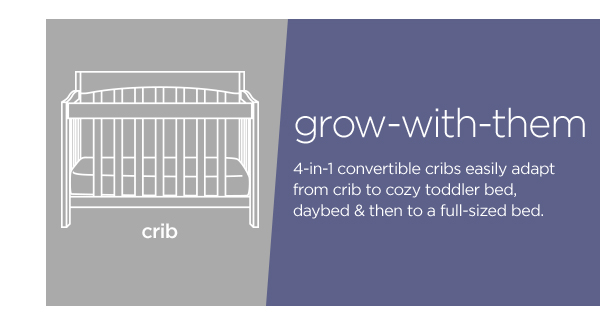 grow-with-them
4-in-1 convertible cribs easily adapt
from crib to cozy toddler bed,
daybed & then to a full-sized bed.
crib